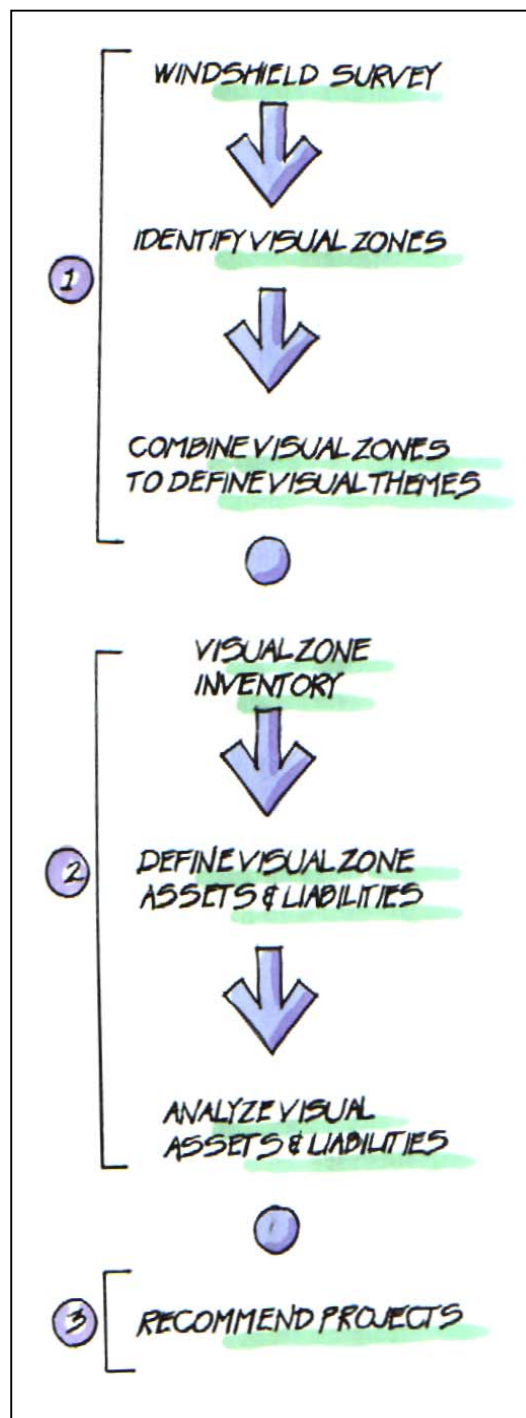 WINDSHIELD SURVEY
IDENTIFY VISUAL ZONES
1
COMBINE VISUAL ZONES
TO DEFINE VISUAL THEMES
VISUAL ZONE
INVENTORY
2
DEFINE VISUAL ZONE
ASSETS & LIABILITIES
ANALYZE VISUAL
ASSETS & LIABILITIES
3
RECOMMEND PROJECTS